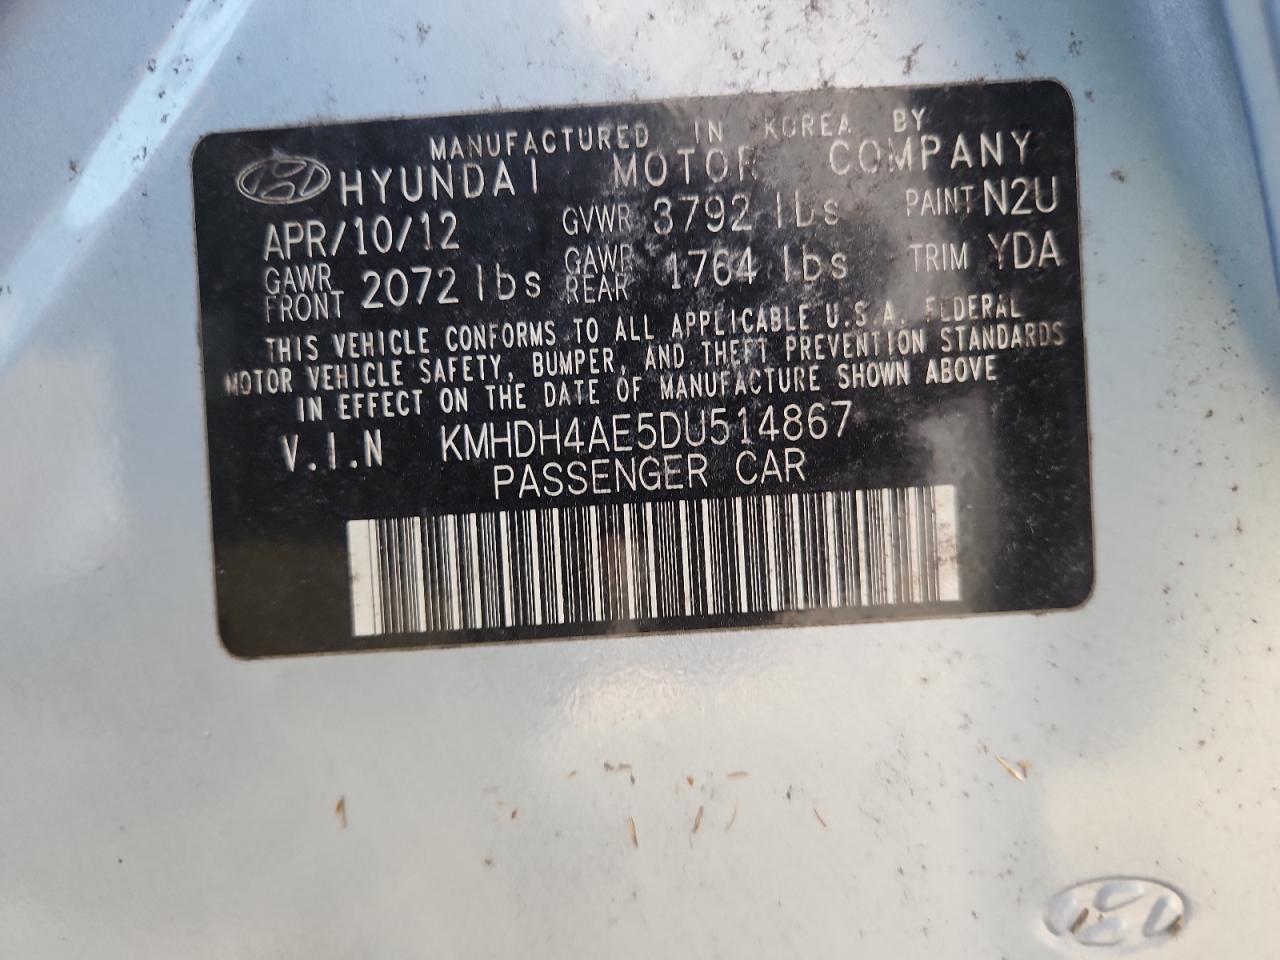 MANUFACTURED IN KOREA BY
HYUNDAI MOTOR COMPANY
APR/10/12 GVWR 3792 lbs PAINT N2U
GAWR FRONT 2072 lbs GAWR REAR 1764 lbs TRIM YDA
THIS VEHICLE CONFORMS TO ALL APPLICABLE U.S.A. FEDERAL
MOTOR VEHICLE SAFETY, BUMPER, AND THEFT PREVENTION STANDARDS
IN EFFECT ON THE DATE OF MANUFACTURE SHOWN ABOVE
V.I.N KMHDH4AE5DU514867
PASSENGER CAR